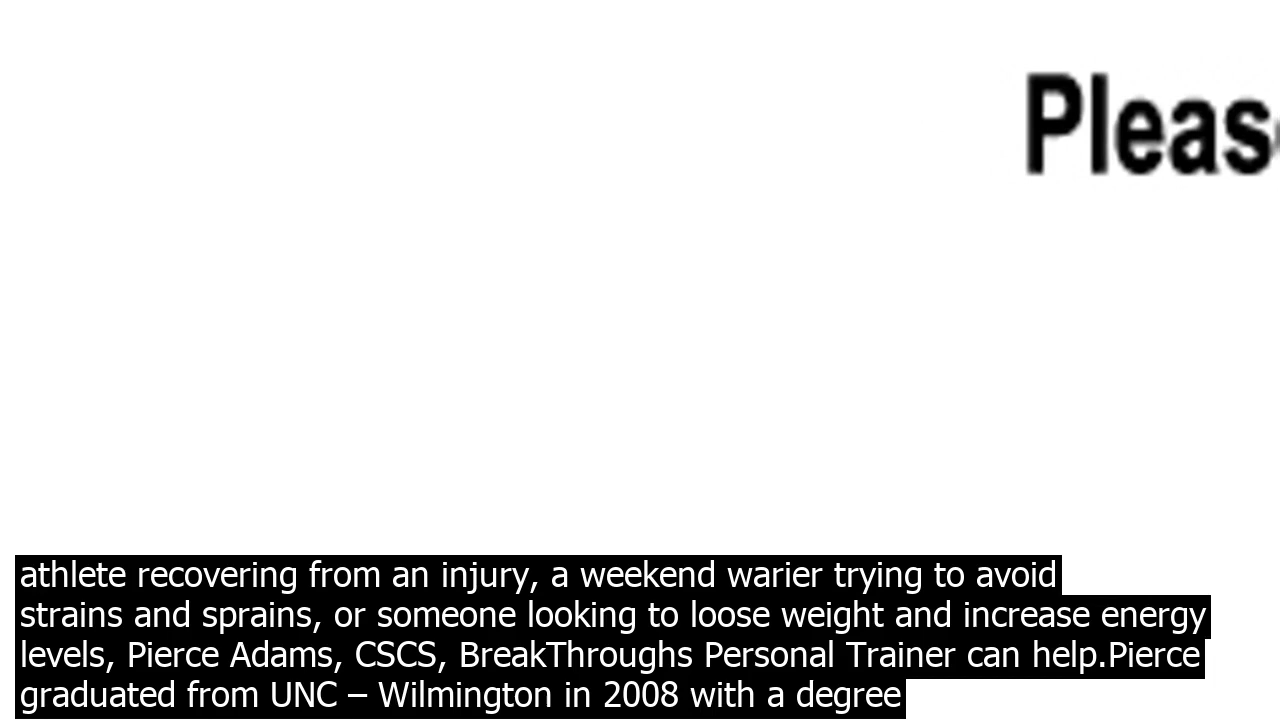 Pleas
athlete recovering from an injury, a weekend warier trying to avoid
strains and sprains, or someone looking to loose weight and increase energy
levels, Pierce Adams, CSCS, BreakThroughs Personal Trainer can help.Pierce
graduated from UNC – Wilmington in 2008 with a degree